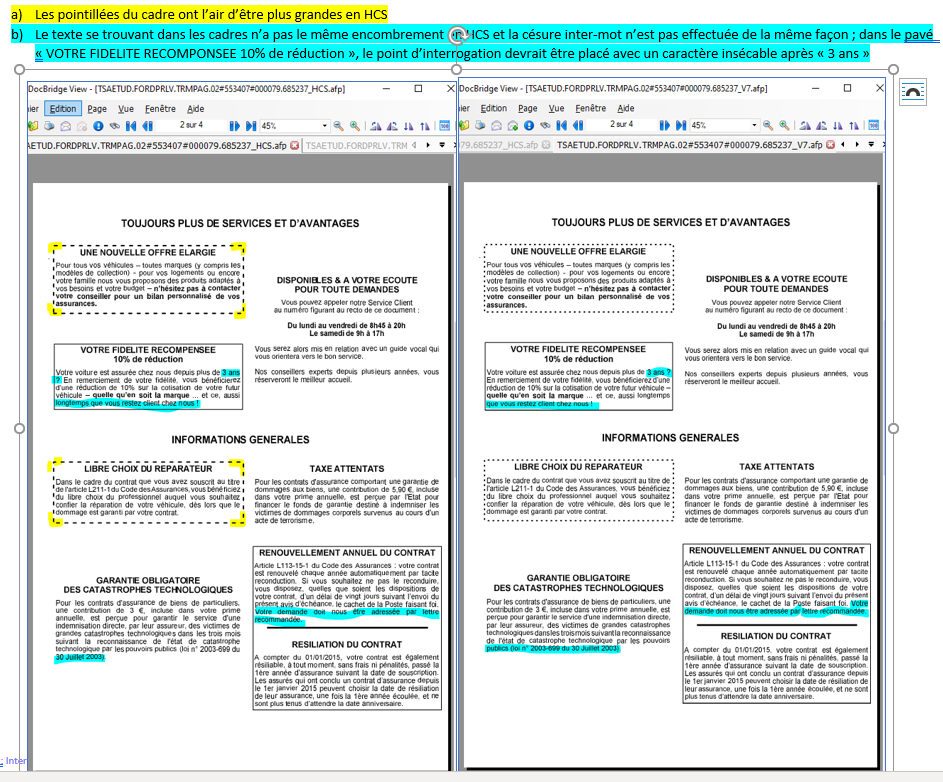 a) Les pointillées du cadre ont l'air d'être plus grandes en HCS
b) Le texte se trouvant dans les cadres n'a pas le même encombrement en HCS et la césure inter-mot n'est pas effectuée de la même façon ; dans le pavé
« VOTRE FIDELITE RECOMPONSEE 10% de réduction », le point d'interrogation devrait être placé avec un caractère insécable après « 3 ans »
DocBridge View - [TSAETUD.FORDPRLV.TRMPAG.02#553407#000079.685237_HCS.afp]
ier Edition Page Vue Fenêtre Aide
2 sur 4 45%
AETUD.FORDPRLV.TRMPAG.02#553407#000079.685237_HCS.afp TSAETUD.FORDPRLV.TRM
TOUJOURS PLUS DE SERVICES ET D'AVANTAGES
UNE NOUVELLE OFFRE ELARGIE
Pour tous vos véhicules – toutes marques (y compris les
modèles de collection) - pour vos logements ou encore
votre famille nous vous proposons des produits adaptés à
vos besoins et votre budget – n'hésitez pas à contacter
votre conseiller pour un bilan personnalisé de vos
assurances.
VOTRE FIDELITE RECOMPENSEE
10% de réduction
Votre voiture est assurée chez nous depuis plus de 3 ans
? En remerciement de votre fidélité, vous bénéficierez
d'une réduction de 10% sur la cotisation de votre futur
véhicule – quelle qu'en soit la marque ... et ce, aussi
longtemps que vous restez client chez nous !
DISPONIBLES & A VOTRE ECOUTE
POUR TOUTE DEMANDES
Vous pouvez appeler notre Service Client
au numéro figurant au recto de ce document :
Du lundi au vendredi de 8h45 à 20h
Le samedi de 9h à 17h
Vous serez alors mis en relation avec un guide vocal qui
vous orientera vers le bon service.
Nos conseillers experts depuis plusieurs années, vous
réserveront le meilleur accueil.
INFORMATIONS GENERALES
LIBRE CHOIX DU REPARATEUR
Dans le cadre du contrat que vous avez souscrit au titre
de l'article L211-1du Code des Assurances, vous bénéficiez
du libre choix du professionnel auquel vous souhaitez
confier la réparation de votre véhicule, dès lors que le
dommage est garanti par votre contrat.
GARANTIE OBLIGATOIRE
DES CATASTROPHES TECHNOLOGIQUES
Pour les contrats d'assurance de biens de particuliers,
une contribution de 3 €, incluse dans votre prime
annuelle, est perçue pour garantir le service d'une
indemnisation directe, par leur assureur, des victimes de
grandes catastrophes technologiques dans les trois mois
suivant la reconnaissance de l'état de catastrophe
technologique par les pouvoirs publics (loi n° 2003-699 du
30 Juillet 2003).
TAXE ATTENTATS
Pour les contrats d'assurance comportant une garantie de
dommages aux biens, une contribution de 5,90 €, incluse
dans votre prime annuelle, est perçue par l'Etat pour
financer le fonds de garantie destiné à indemniser les
victimes de dommages corporels survenus au cours d'un
acte de terrorisme.
RENOUVELLEMENT ANNUEL DU CONTRAT
Article L113-15-1 du Code des Assurances : votre contrat
est renouvelé chaque année automatiquement par tacite
reconduction. Si vous souhaitez ne pas le reconduire,
vous disposez, quelles que soient les dispositions de
votre contrat, d'un délai de vingt jours suivant l'envoi du
présent avis d'échéance, le cachet de la Poste faisant foi.
Votre demande doit nous être adressée par lettre
recommandée.
RESILIATION DU CONTRAT
A compter du 01/01/2015, votre contrat est également
résiliable, à tout moment, sans frais ni pénalités, passé la
1ère année d'assurance suivant la date de souscription.
Les assurés qui ont conclu un contrat d'assurance depuis
le 1er janvier 2015 peuvent choisir la date de résiliation
de leur assurance, une fois la 1ère année écoulée, et ne
sont plus tenus d'attendre la date anniversaire.
DocBridge View - [TSAETUD.FORDPRLV.TRMPAG.02#553407#000079.685237_V7.afp]
ier Edition Page Vue Fenêtre Aide
2 sur 4 45%
79.685237_HCS.afp TSAETUD.FORDPRLV.TRMPAG.02#553407#000079.685237_V7.afp
TOUJOURS PLUS DE SERVICES ET D'AVANTAGES
UNE NOUVELLE OFFRE ELARGIE
Pour tous vos véhicules – toutes marques (y compris les
modèles de collection) - pour vos logements ou encore
votre famille nous vous proposons des produits adaptés à
vos besoins et votre budget – n'hésitez pas à contacter
votre conseiller pour un bilan personnalisé de vos
assurances.
VOTRE FIDELITE RECOMPENSEE
10% de réduction
Votre voiture est assurée chez nous depuis plus de 3 ans ?
En remerciement de votre fidélité, vous bénéficierez d'une
réduction de 10% sur la cotisation de votre futur véhicule –
quelle qu'en soit la marque ... et ce, aussi longtemps
que vous restez client chez nous !
DISPONIBLES & A VOTRE ECOUTE
POUR TOUTE DEMANDES
Vous pouvez appeler notre Service Client
au numéro figurant au recto de ce document :
Du lundi au vendredi de 8h45 à 20h
Le samedi de 9h à 17h
Vous serez alors mis en relation avec un guide vocal qui
vous orientera vers le bon service.
Nos conseillers experts depuis plusieurs années, vous
réserveront le meilleur accueil.
INFORMATIONS GENERALES
LIBRE CHOIX DU REPARATEUR
Dans le cadre du contrat que vous avez souscrit au titre de
l'article L211-1 du Code des Assurances, vous bénéficiez
du libre choix du professionnel auquel vous souhaitez
confier la réparation de votre véhicule, dès lors que le
dommage est garanti par votre contrat.
GARANTIE OBLIGATOIRE
DES CATASTROPHES TECHNOLOGIQUES
Pour les contrats d'assurance de biens de particuliers, une
contribution de 3 €, incluse dans votre prime annuelle, est
perçue pour garantir le service d'une indemnisation directe,
par leur assureur, des victimes de grandes catastrophes
technologiques dans les trois mois suivant la reconnaissance
de l'état de catastrophe technologique par les pouvoirs
publics (loi n° 2003-699 du 30 Juillet 2003).
TAXE ATTENTATS
Pour les contrats d'assurance comportant une garantie de
dommages aux biens, une contribution de 5,90 €, incluse
dans votre prime annuelle, est perçue par l'Etat pour
financer le fonds de garantie destiné à indemniser les
victimes de dommages corporels survenus au cours d'un
acte de terrorisme.
RENOUVELLEMENT ANNUEL DU CONTRAT
Article L113-15-1 du Code des Assurances : votre contrat
est renouvelé chaque année automatiquement par tacite
reconduction. Si vous souhaitez ne pas le reconduire, vous
disposez, quelles que soient les dispositions de votre
contrat, d'un délai de vingt jours suivant l'envoi du présent
avis d'échéance, le cachet de la Poste faisant foi. Votre
demande doit nous être adressée par lettre recommandée.
RESILIATION DU CONTRAT
A compter du 01/01/2015, votre contrat est également
résiliable, à tout moment, sans frais ni pénalités, passé la
1ère année d'assurance suivant la date de souscription.
Les assurés qui ont conclu un contrat d'assurance depuis
le 1er janvier 2015 peuvent choisir la date de résiliation de
leur assurance, une fois la 1ère année écoulée, et ne sont
plus tenus d'attendre la date anniversaire.
: Inter